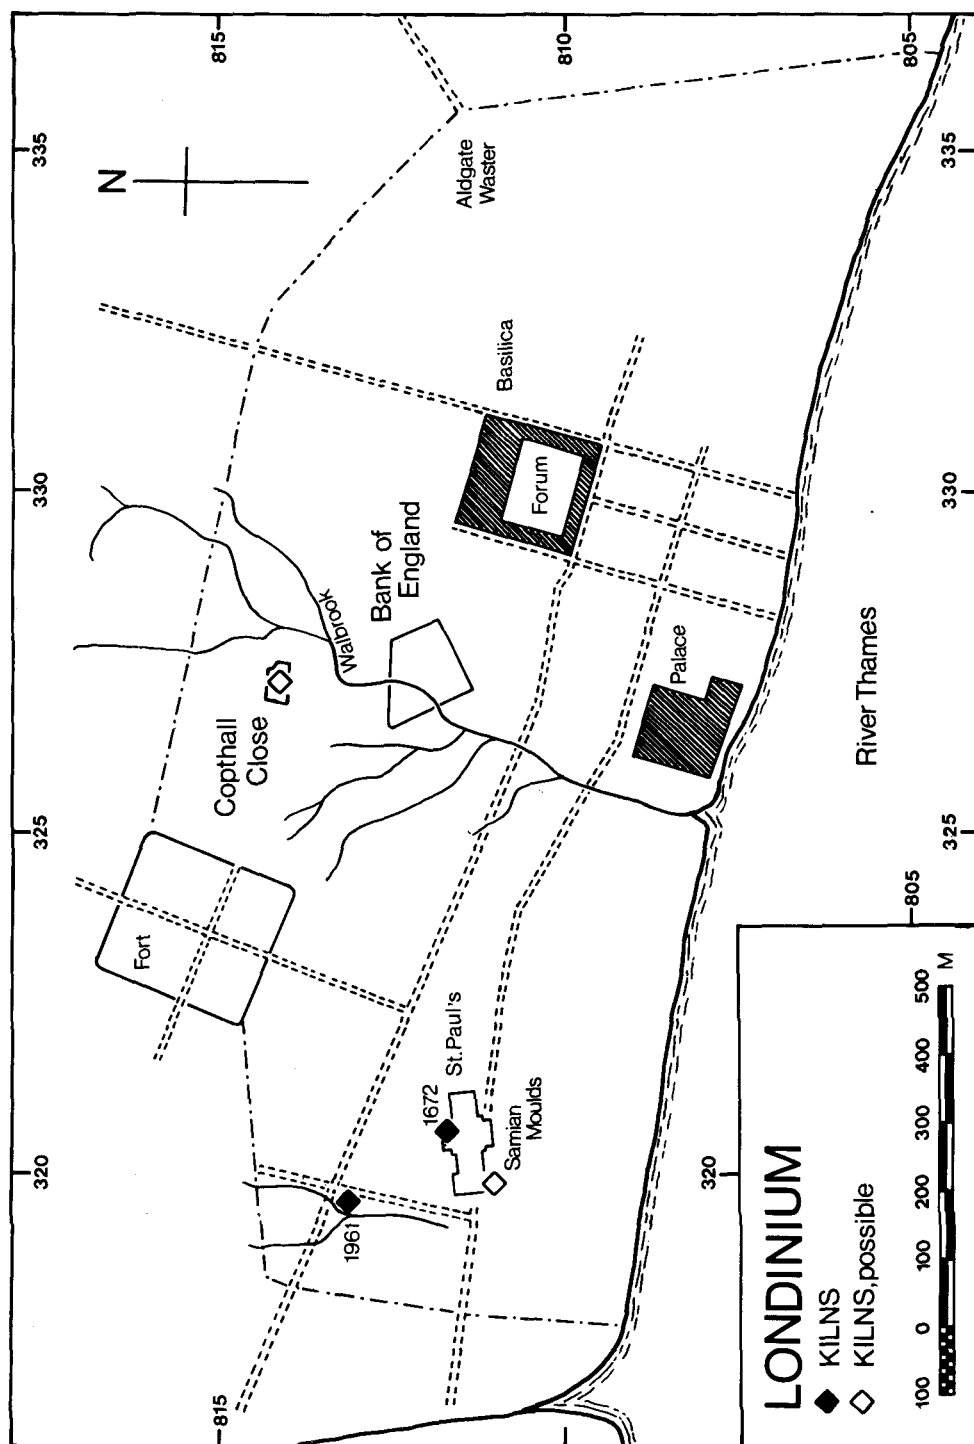 815
810
805
335
335
N
Aldgate
Waster
Basilica
330
330
Forum
Bank of
England
Walbrook
Palace
Copthall
Close
River Thames
325
325
Fort
805
St.Paul's
1672
Samian
Moulds
320
320
1961
815
810
LONDINIUM
KILNS
KILNS,possible
100 0 100 200 300 400 500 M